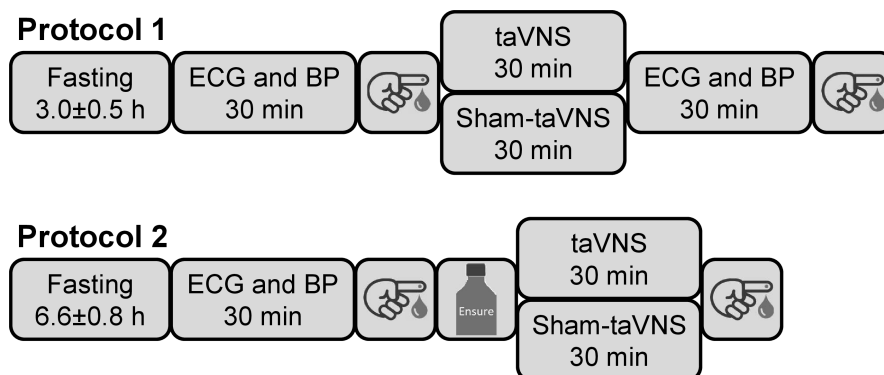 Protocol 1
Fasting
3.0±0.5 h
ECG and BP
30 min
taVNS
30 min
Sham-taVNS
30 min
ECG and BP
30 min
Protocol 2
Fasting
6.6±0.8 h
ECG and BP
30 min
Ensure
taVNS
30 min
Sham-taVNS
30 min